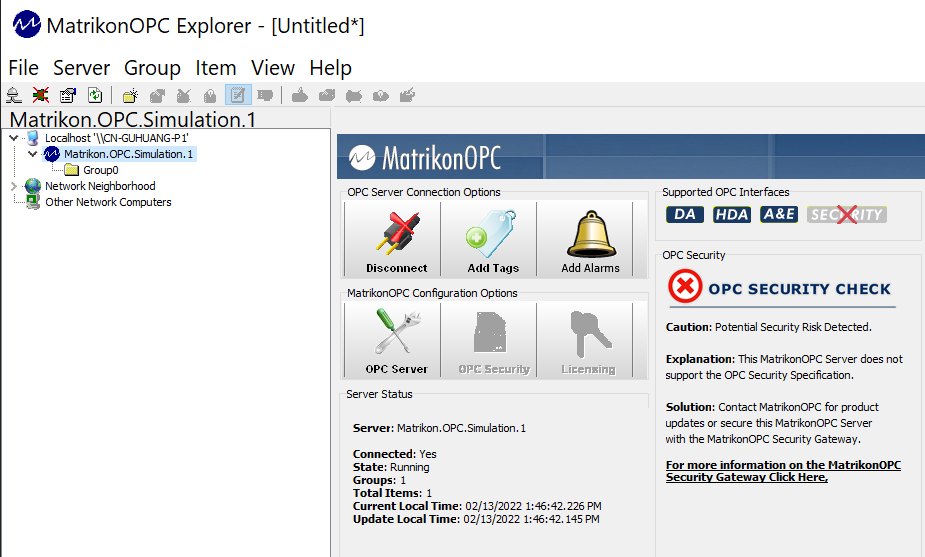 MatrikonOPC Explorer - [Untitled*]
File Server Group Item View Help
Matrikon.OPC.Simulation.1
Localhost '\\CN-GUHUANG-P1'
Matrikon.OPC.Simulation.1
Group0
Network Neighborhood
Other Network Computers
MatrikonOPC
OPC Server Connection Options
Disconnect Add Tags Add Alarms
MatrikonOPC Configuration Options
OPC Server OPC Security Licensing
Server Status
Server: Matrikon.OPC.Simulation.1
Connected: Yes
State: Running
Groups: 1
Total Items: 1
Current Local Time: 02/13/2022 1:46:42.226 PM
Update Local Time: 02/13/2022 1:46:42.145 PM
Supported OPC Interfaces
DA HDA A&E SECURITY
OPC Security
OPC SECURITY CHECK
Caution: Potential Security Risk Detected.
Explanation: This MatrikonOPC Server does not
support the OPC Security Specification.
Solution: Contact MatrikonOPC for product
updates or secure this MatrikonOPC Server
with the MatrikonOPC Security Gateway.
For more information on the MatrikonOPC
Security Gateway Click Here,